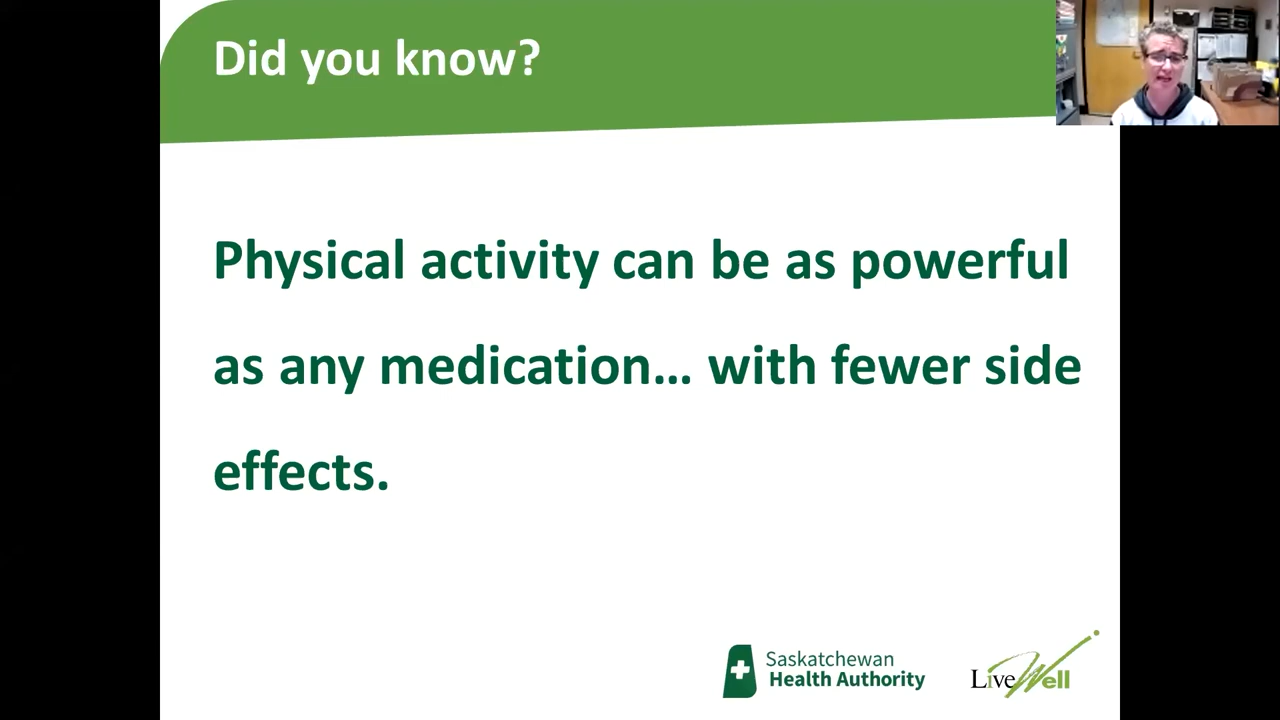 Did you know?
Physical activity can be as powerful
as any medication... with fewer side
effects.
Saskatchewan
Health Authority
LiveWell